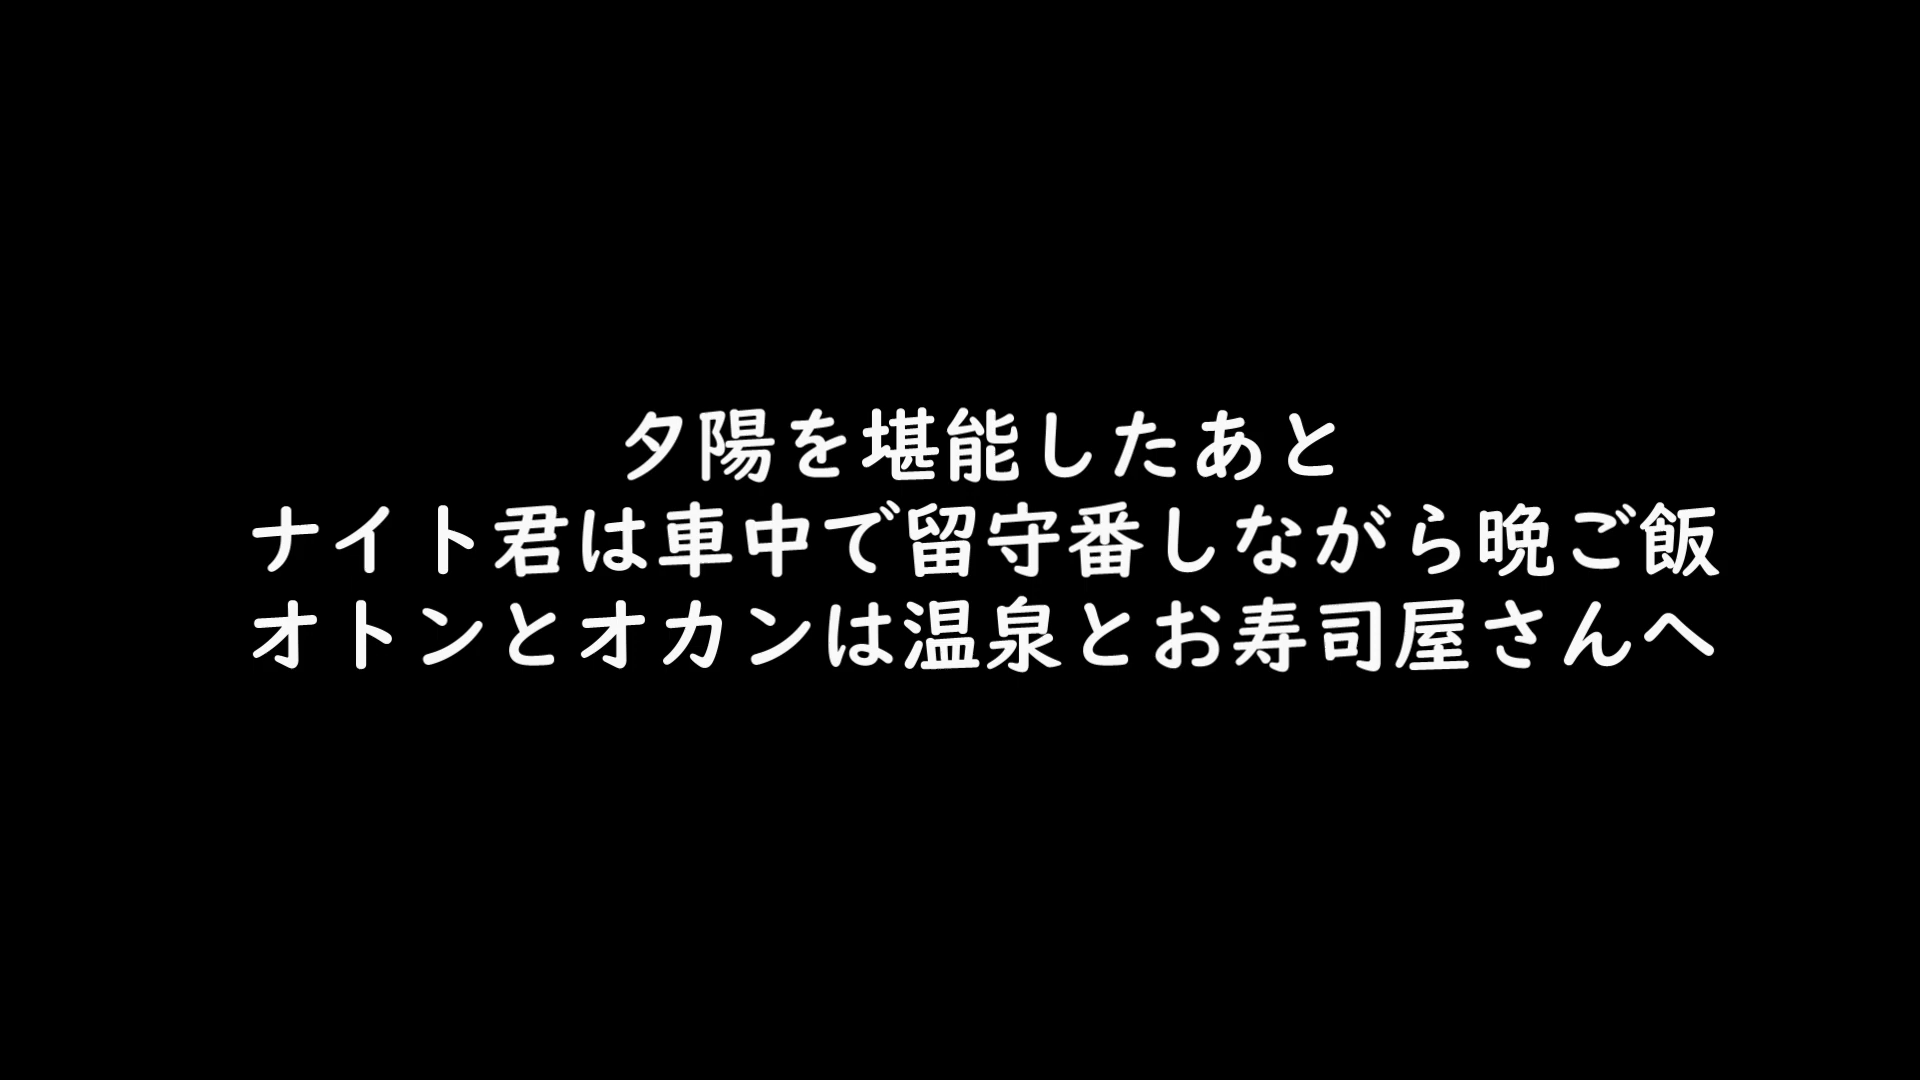 夕陽を堪能したあと
ナイト君は車中で留守番しながら晩ご飯
オトンとオカンは温泉とお寿司屋さんへ